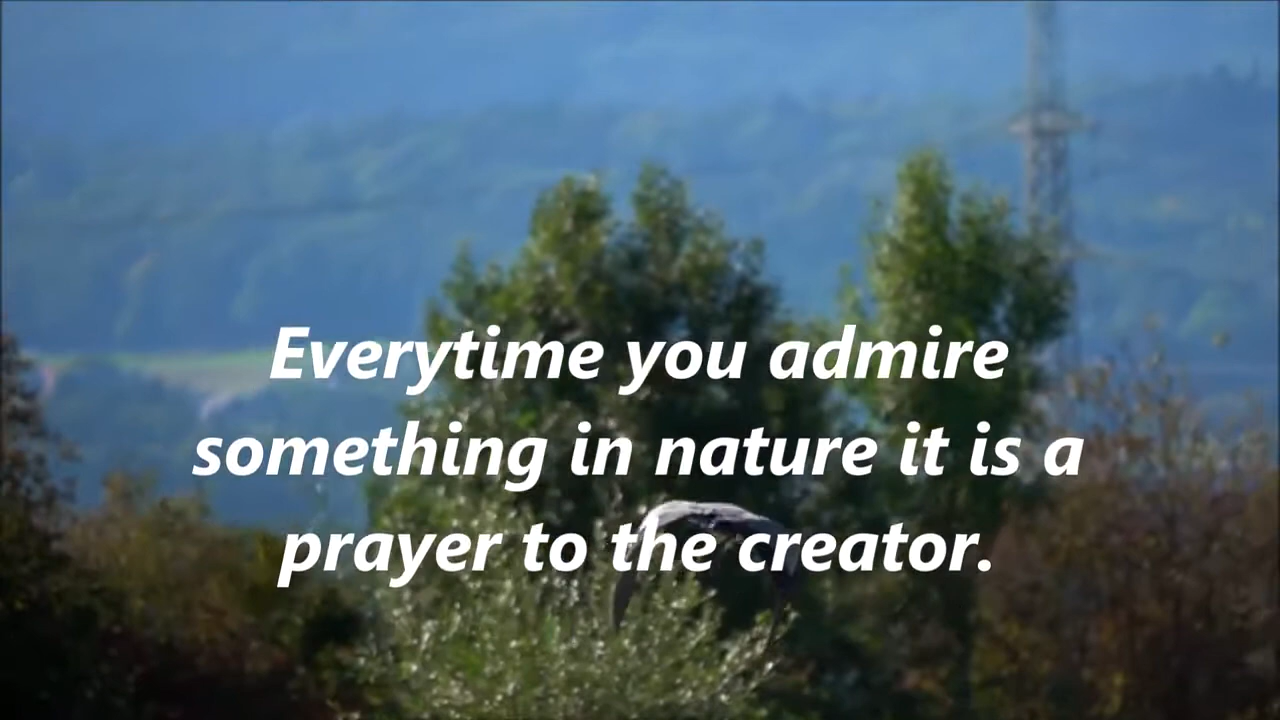 Everytime you admire
something in nature it is a
prayer to the creator.